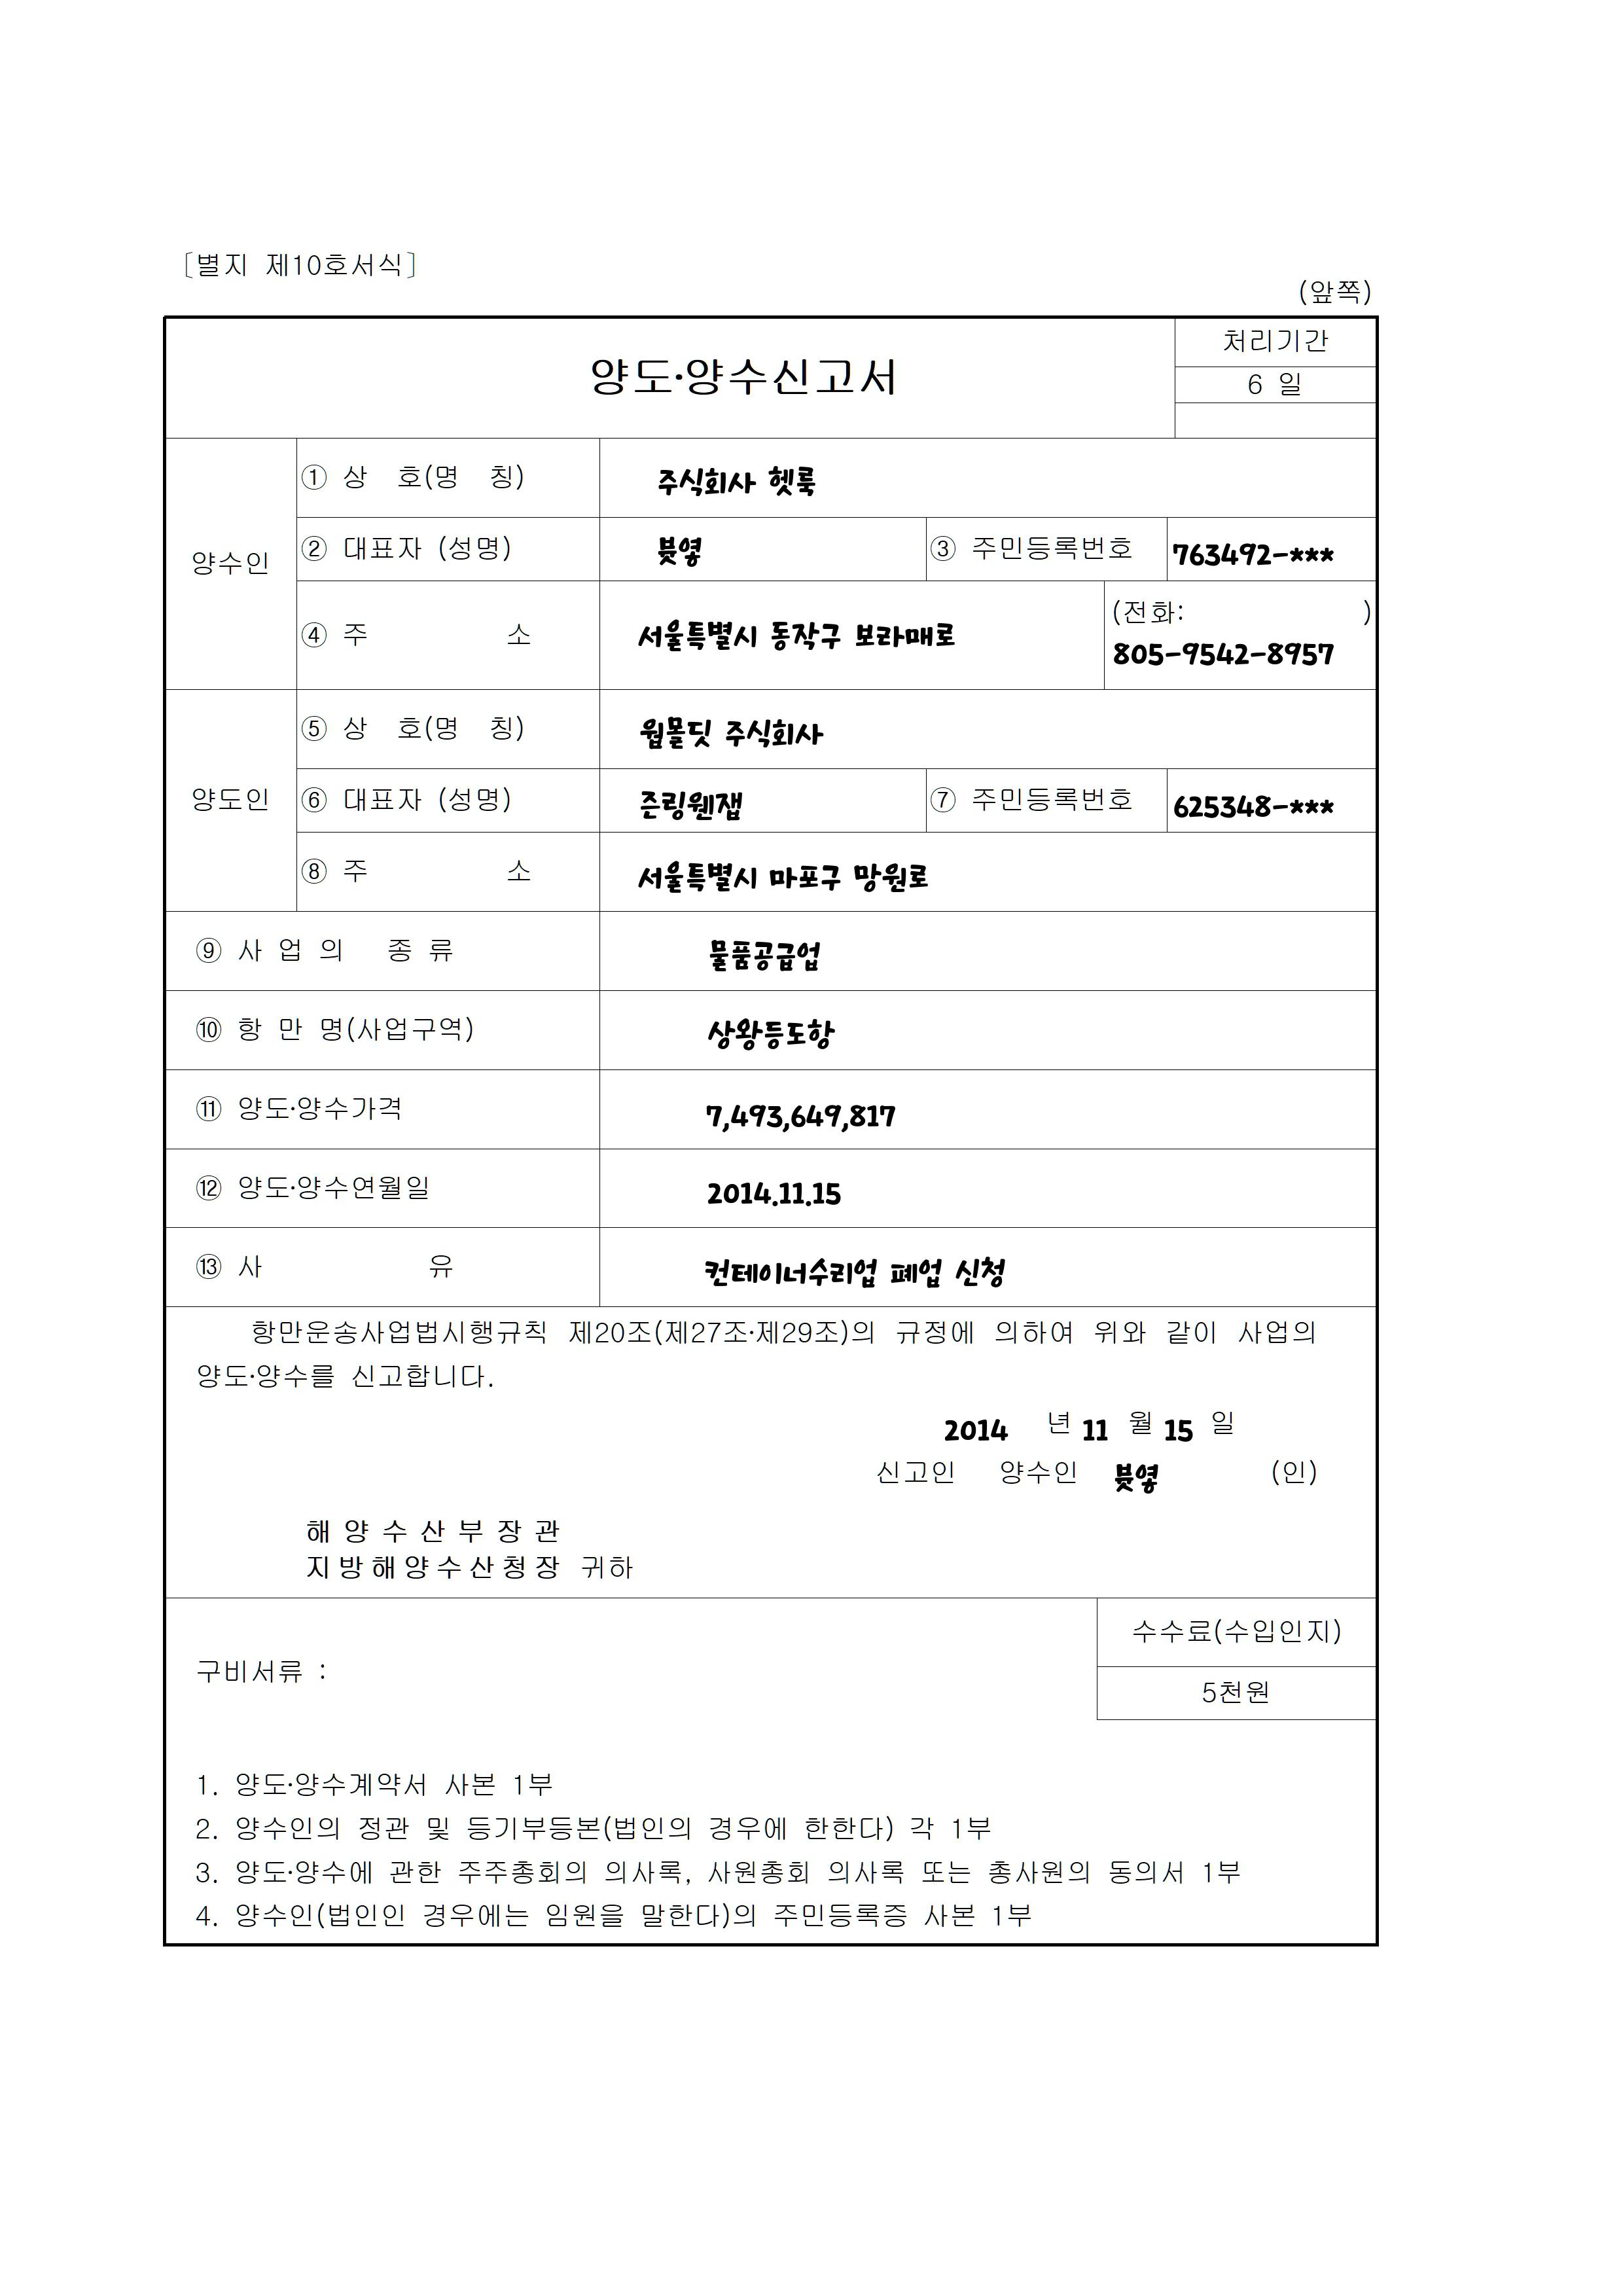 [별지 제10호서식]
(앞쪽)
양도·양수신고서
처리기간
6 일
양수인
① 상 호(명 칭)
주식회사 헷룩
② 대표자 (성명)
③ 주민등록번호
763492-***
④ 주 소
서울특별시 동작구 보라매로
(전화: )
805-9542-8957
양도인
⑤ 상 호(명 칭)
윕몰딧 주식회사
⑥ 대표자 (성명)
즌링웬잽
⑦ 주민등록번호
625348-***
⑧ 주 소
서울특별시 마포구 망원로
⑨ 사 업 의 종 류
물품공급업
⑩ 항 만 명(사업구역)
상왕등도항
⑪ 양도·양수가격
7,493,649,817
⑫ 양도·양수연월일
2014.11.15
⑬ 사 유
컨테이너수리업 폐업 신청
항만운송사업법시행규칙 제20조(제27조·제29조)의 규정에 의하여 위와 같이 사업의
양도·양수를 신고합니다.
2014 년 11 월 15 일
신고인 양수인 (인)
해양수산부장관
지방해양수산청장 귀하
구비서류 :
수수료(수입인지)
5천원
1. 양도·양수계약서 사본 1부
2. 양수인의 정관 및 등기부등본(법인의 경우에 한한다) 각 1부
3. 양도·양수에 관한 주주총회의 의사록, 사원총회 의사록 또는 총사원의 동의서 1부
4. 양수인(법인인 경우에는 임원을 말한다)의 주민등록증 사본 1부